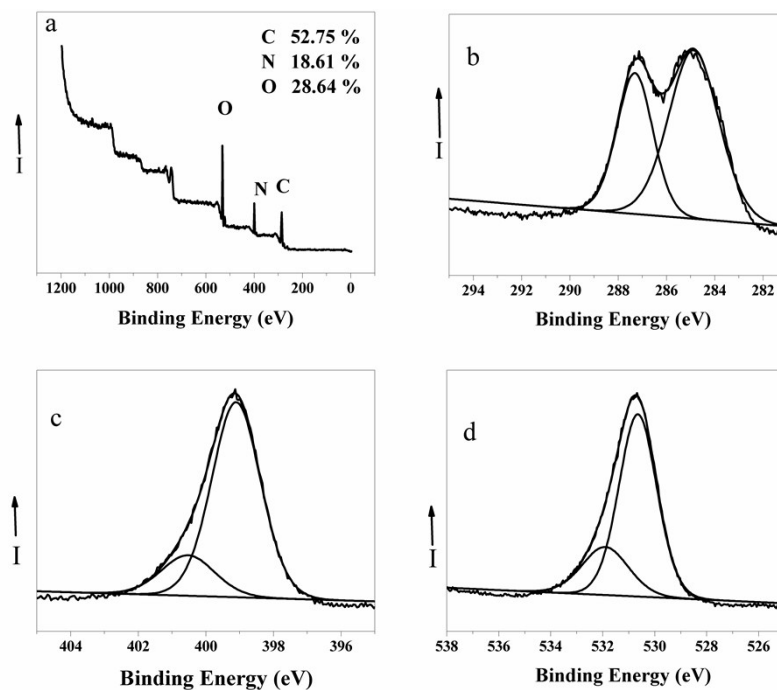 a
C 52.75 %
N 18.61 %
O 28.64 %
O
N C
I
1200 1000 800 600 400 200 0
Binding Energy (eV)
b
I
294 292 290 288 286 284 282
Binding Energy (eV)
c
I
404 402 400 398 396
Binding Energy (eV)
d
I
538 536 534 532 530 528 526
Binding Energy (eV)